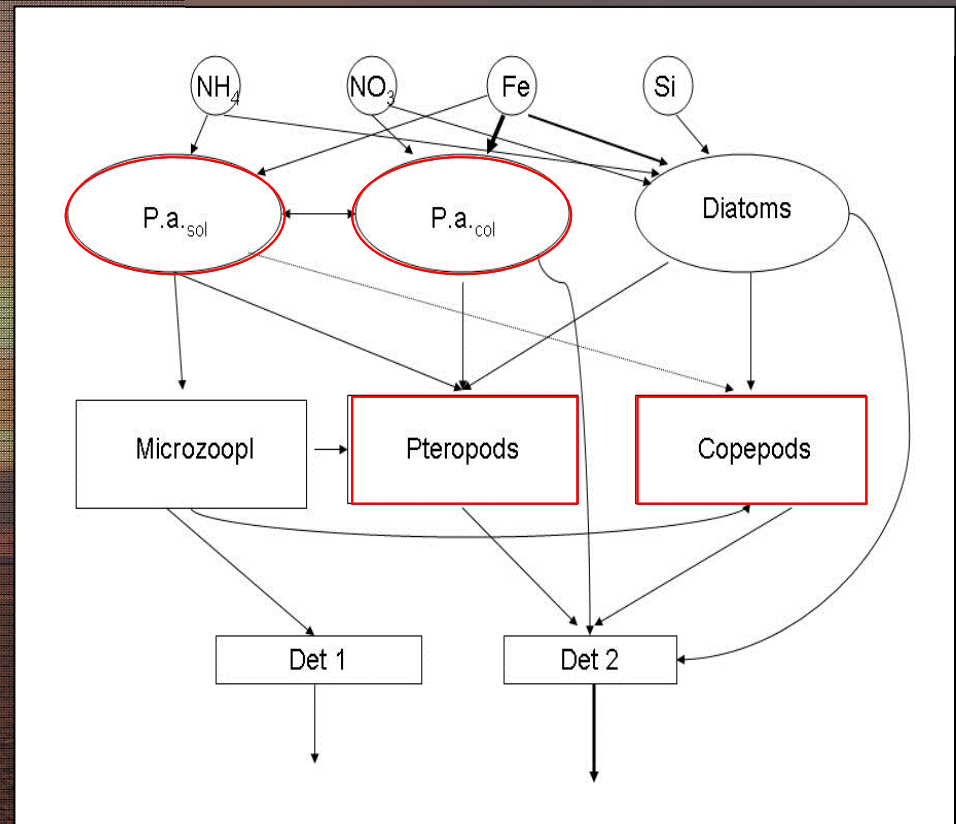 NH4 NO3 Fe Si
P.a.sol P.a.col Diatoms
Microzoopl Pteropods Copepods
Det 1 Det 2